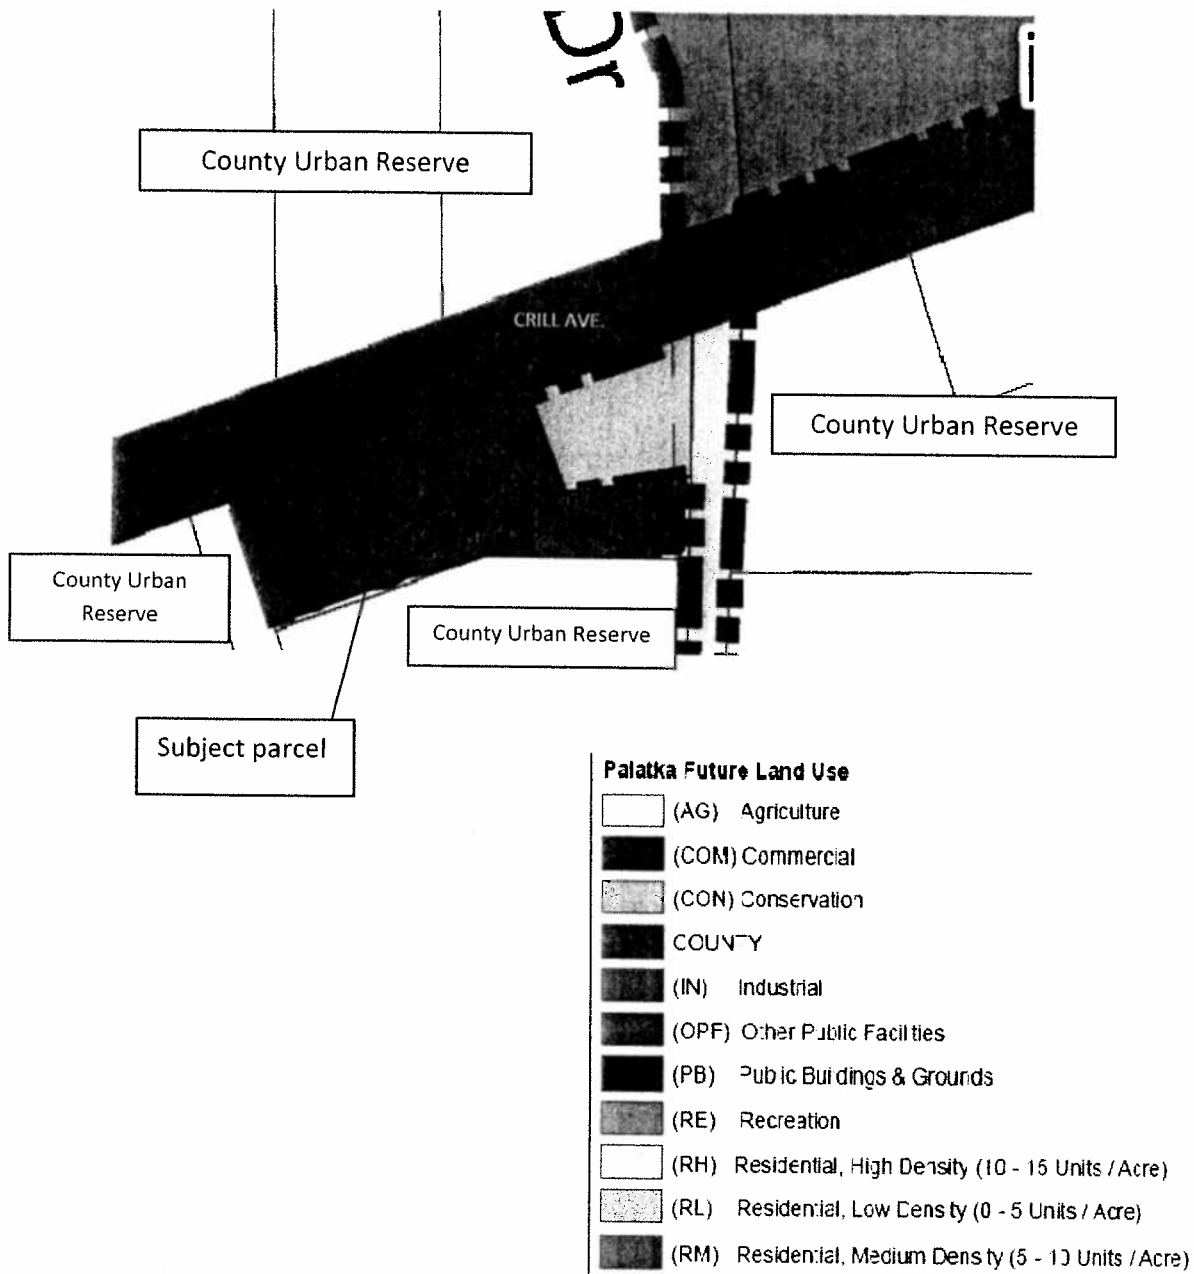 Dr
i
County Urban Reserve
CRILL AVE.
County Urban Reserve
County Urban
Reserve
County Urban Reserve
Subject parcel
Palatka Future Land Use
(AG) Agriculture
(COM) Commercial
(CON) Conservation
COUNTY
(IN) Industrial
(OPF) Other Public Facilities
(PB) Public Buildings & Grounds
(RE) Recreation
(RH) Residential, High Density (10 - 15 Units / Acre)
(RL) Residential, Low Density (0 - 5 Units / Acre)
(RM) Residential, Medium Density (5 - 10 Units / Acre)